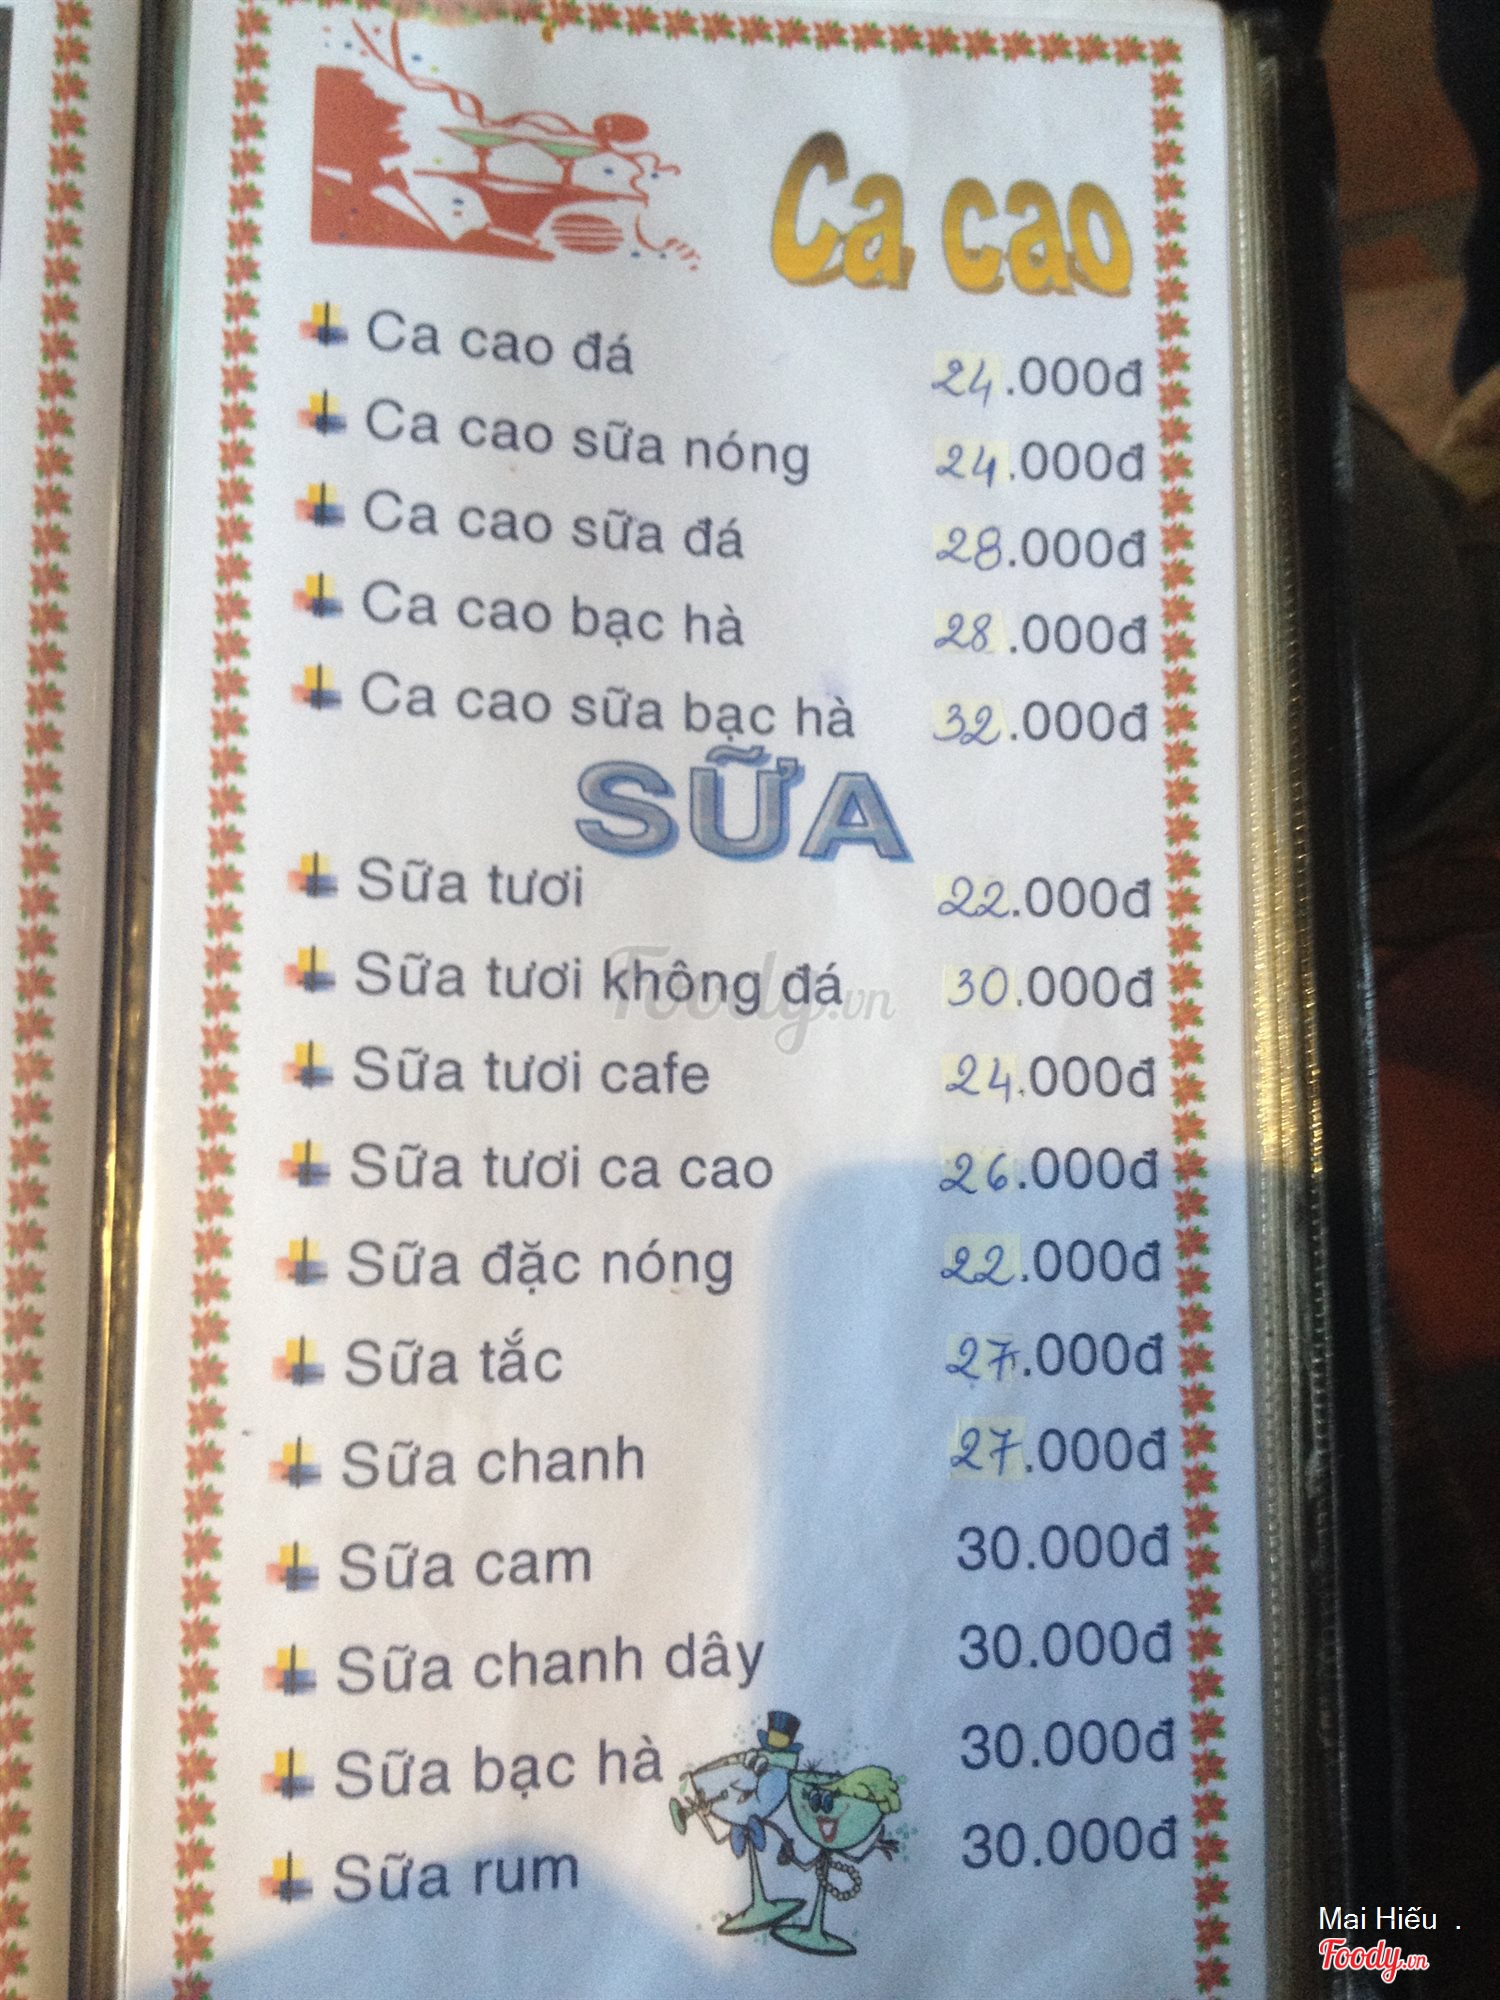 Ca cao
Ca cao đá 24.000đ
Ca cao sữa nóng 24.000đ
Ca cao sữa đá 28.000đ
Ca cao bạc hà 28.000đ
Ca cao sữa bạc hà 32.000đ
SỮA
Sữa tươi 22.000đ
Sữa tươi không đá 30.000đ
Sữa tươi cafe 24.000đ
Sữa tươi ca cao 26.000đ
Sữa đặc nóng 22.000đ
Sữa tắc 27.000đ
Sữa chanh 27.000đ
Sữa cam 30.000đ
Sữa chanh dây 30.000đ
Sữa bạc hà 30.000đ
Sữa rum 30.000đ
Foody.vn
Mai Hiếu .
Foody.vn